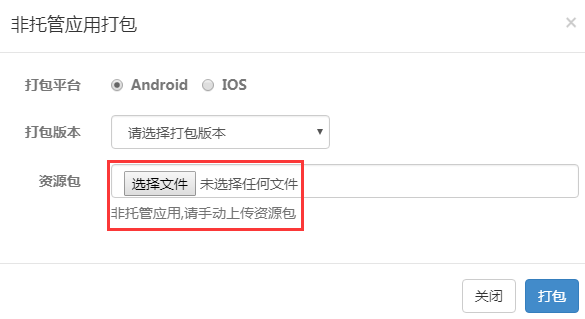 非托管应用打包 ×
打包平台 Android IOS
打包版本 请选择打包版本
资源包 选择文件 未选择任何文件
非托管应用,请手动上传资源包
关闭 打包